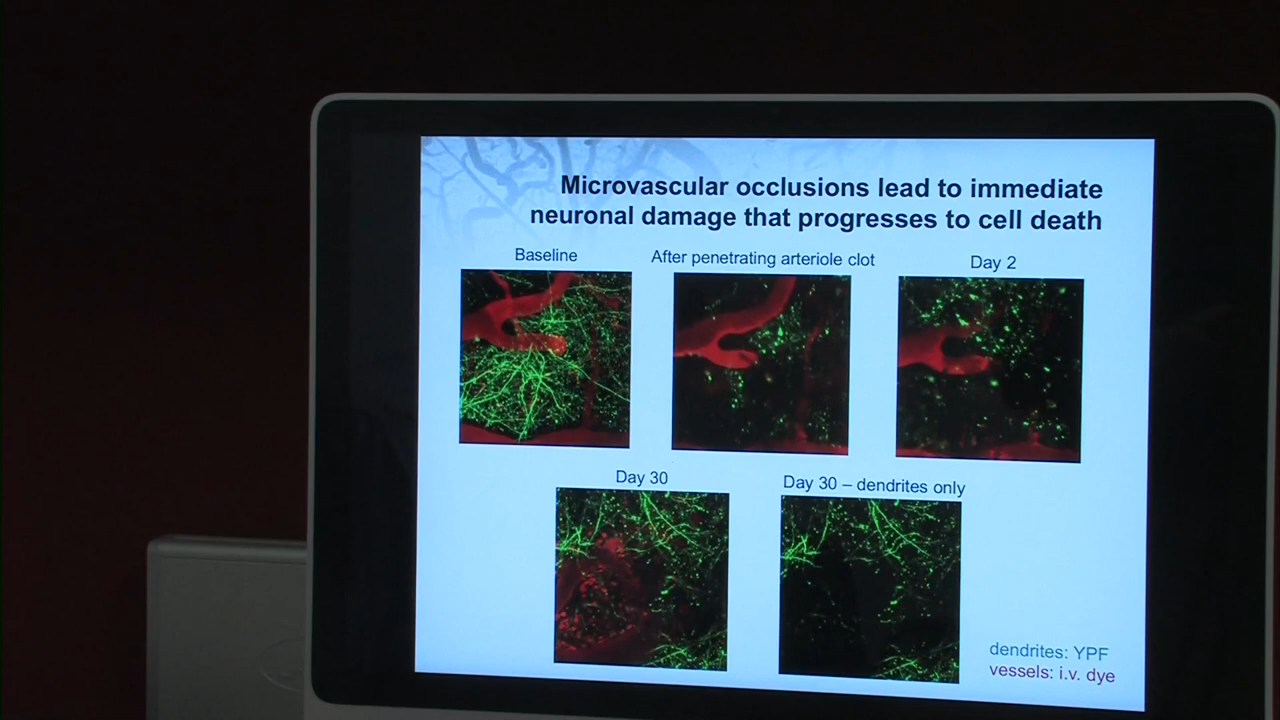 Microvascular occlusions lead to immediate
neuronal damage that progresses to cell death
Baseline
After penetrating arteriole clot
Day 2
Day 30
Day 30 – dendrites only
dendrites: YPF
vessels: i.v. dye